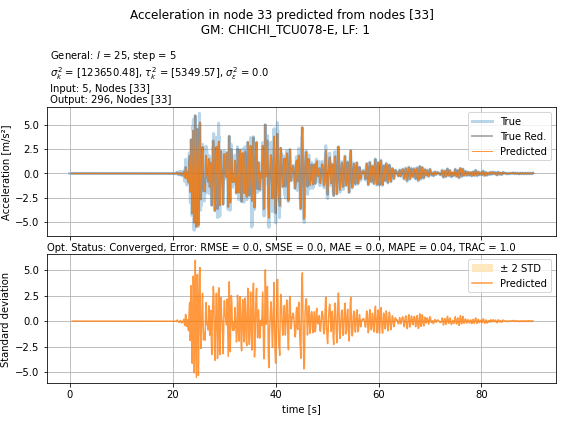 Acceleration in node 33 predicted from nodes [33]
GM: CHICHI_TCU078-E, LF: 1
General: l = 25, step = 5
σ²ₖ = [123650.48], τ²ₖ = [5349.57], σ²ε = 0.0
Input: 5, Nodes [33]
Output: 296, Nodes [33]
Acceleration [m/s²]
5.0
2.5
0.0
−2.5
−5.0
True
True Red.
Predicted
Opt. Status: Converged, Error: RMSE = 0.0, SMSE = 0.0, MAE = 0.0, MAPE = 0.04, TRAC = 1.0
Standard deviation
5.0
2.5
0.0
−2.5
−5.0
± 2 STD
Predicted
0 20 40 60 80
time [s]